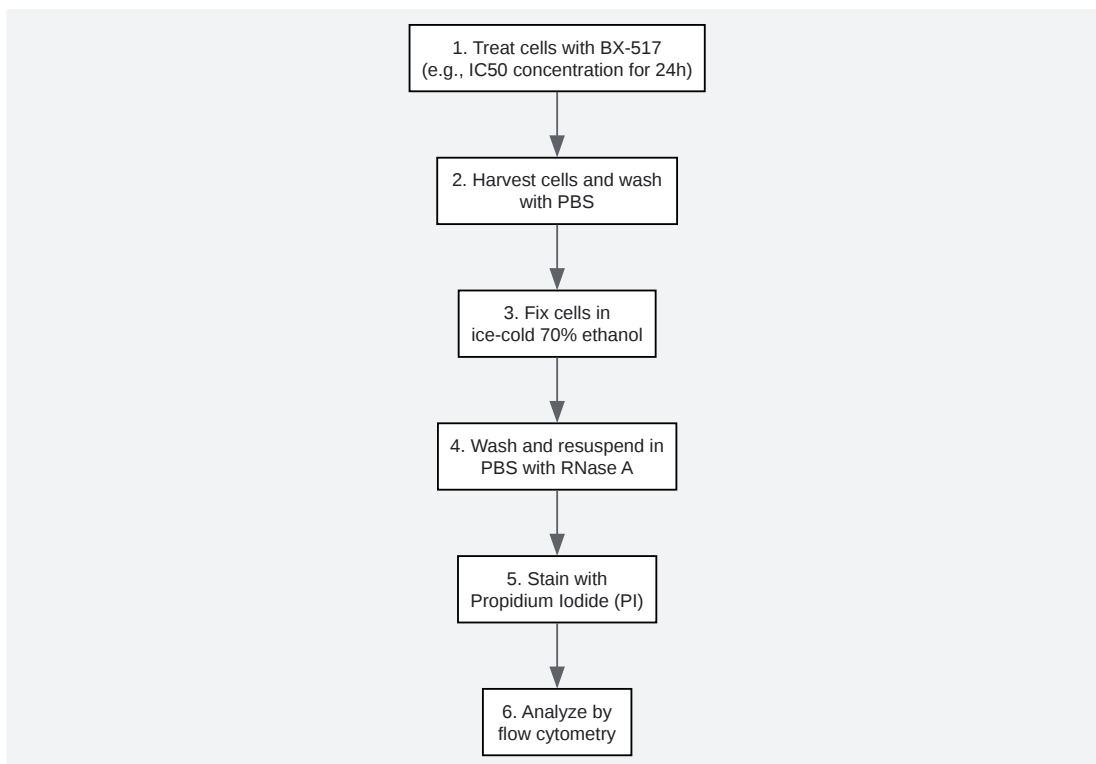 1. Treat cells with BX-517
(e.g., IC50 concentration for 24h)
2. Harvest cells and wash
with PBS
3. Fix cells in
ice-cold 70% ethanol
4. Wash and resuspend in
PBS with RNase A
5. Stain with
Propidium Iodide (PI)
6. Analyze by
flow cytometry